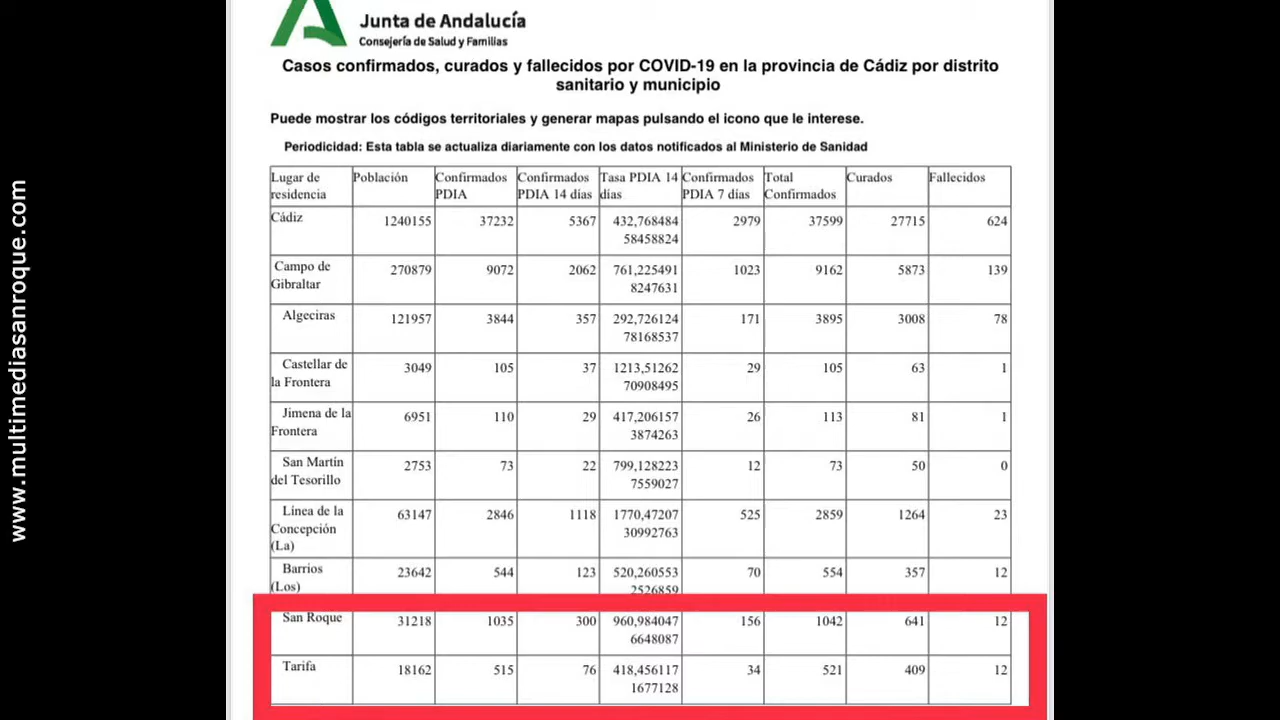 www.multimediasanroque.com
Junta de Andalucía
Consejería de Salud y Familias
Casos confirmados, curados y fallecidos por COVID-19 en la provincia de Cádiz por distrito
sanitario y municipio
Puede mostrar los códigos territoriales y generar mapas pulsando el icono que le interese.
Periodicidad: Esta tabla se actualiza diariamente con los datos notificados al Ministerio de Sanidad
Lugar de residencia Población Confirmados PDIA Confirmados PDIA 14 días Tasa PDIA 14 días Confirmados PDIA 7 días Total Confirmados Curados Fallecidos
Cádiz 1240155 37232 5367 432,76848458458824 2979 37599 27715 624
Campo de Gibraltar 270879 9072 2062 761,2254918247631 1023 9162 5873 139
Algeciras 121957 3844 357 292,72612478168537 171 3895 3008 78
Castellar de la Frontera 3049 105 37 1213,5126270908495 29 105 63 1
Jimena de la Frontera 6951 110 29 417,2061573874263 26 113 81 1
San Martín del Tesorillo 2753 73 22 799,1282237559027 12 73 50 0
Línea de la Concepción (La) 63147 2846 1118 1770,4720730992763 525 2859 1264 23
Barrios (Los) 23642 544 123 520,2605532526859 70 554 357 12
San Roque 31218 1035 300 960,9840476648087 156 1042 641 12
Tarifa 18162 515 76 418,4561171677128 34 521 409 12